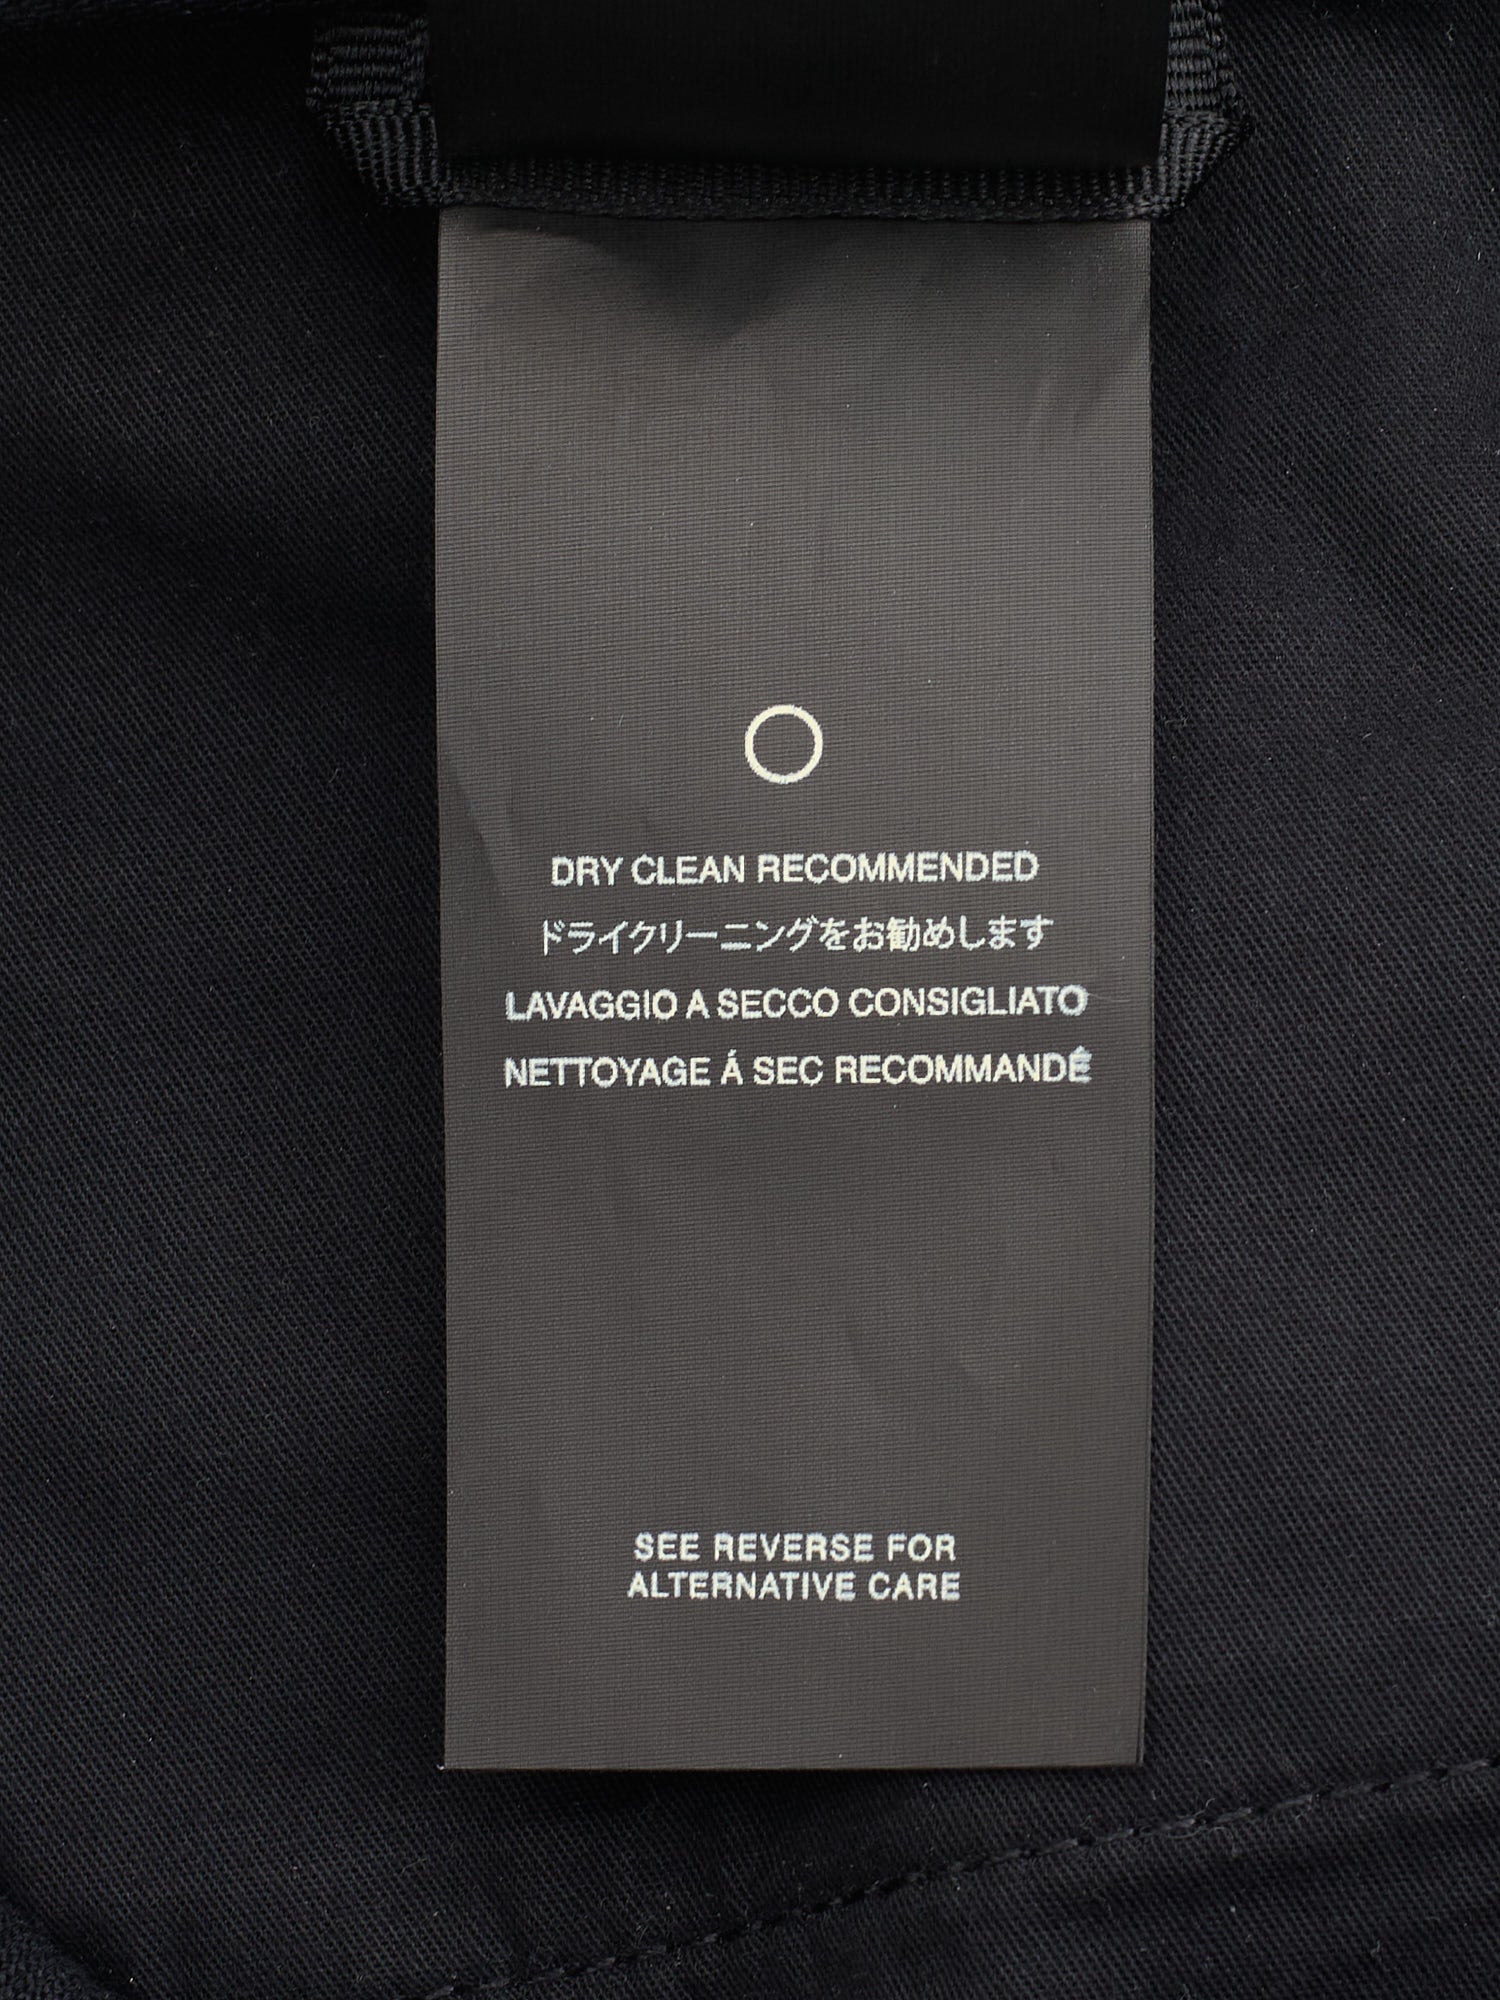 DRY CLEAN RECOMMENDED
ドライクリーニングをお勧めします
LAVAGGIO A SECCO CONSIGLIATO
NETTOYAGE Á SEC RECOMMANDÉ
SEE REVERSE FOR
ALTERNATIVE CARE